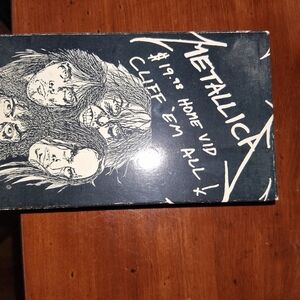 METALLICA
$19.98 HOME VID
CLIFF 'EM ALL!